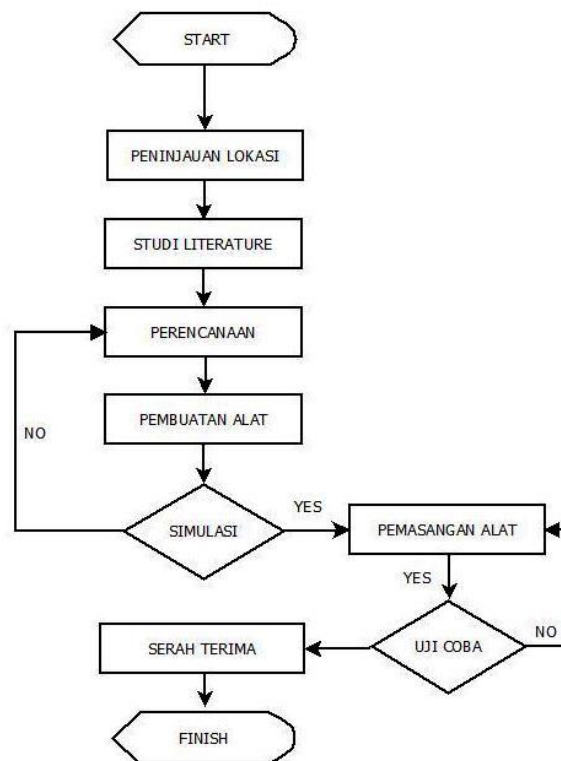 START
PENINJAUAN LOKASI
STUDI LITERATURE
PERENCANAAN
PEMBUATAN ALAT
NO
SIMULASI
YES
PEMASANGAN ALAT
YES
UJI COBA
NO
SERAH TERIMA
FINISH